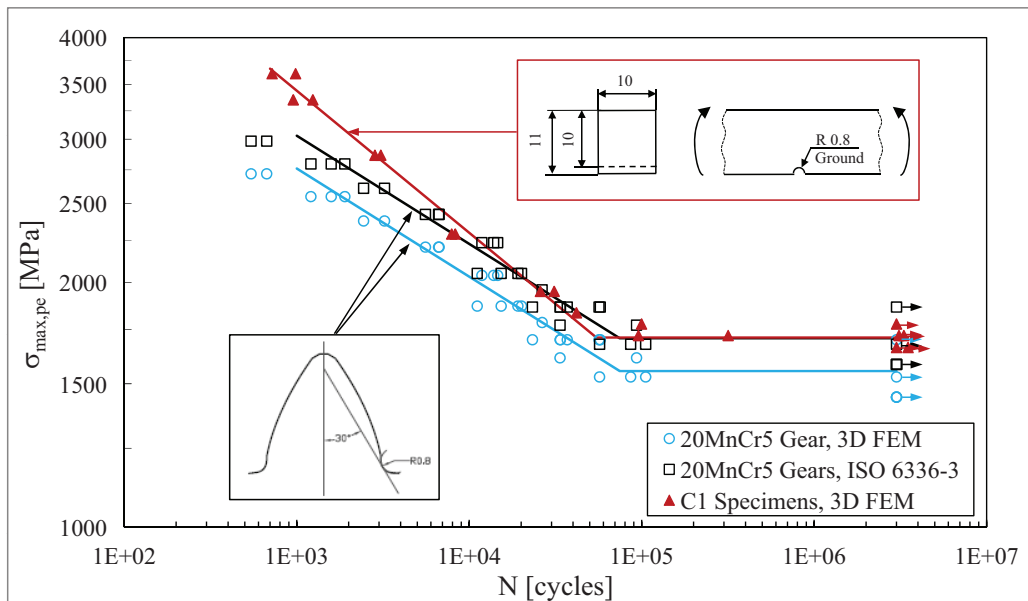 4000
3500
3000
2500
2000
1500
1000
σmax,pe [MPa]
1E+02
1E+03
1E+04
1E+05
1E+06
1E+07
N [cycles]
10
11
10
R 0.8
Ground
30°
R0.8
20MnCr5 Gear, 3D FEM
20MnCr5 Gears, ISO 6336-3
C1 Specimens, 3D FEM